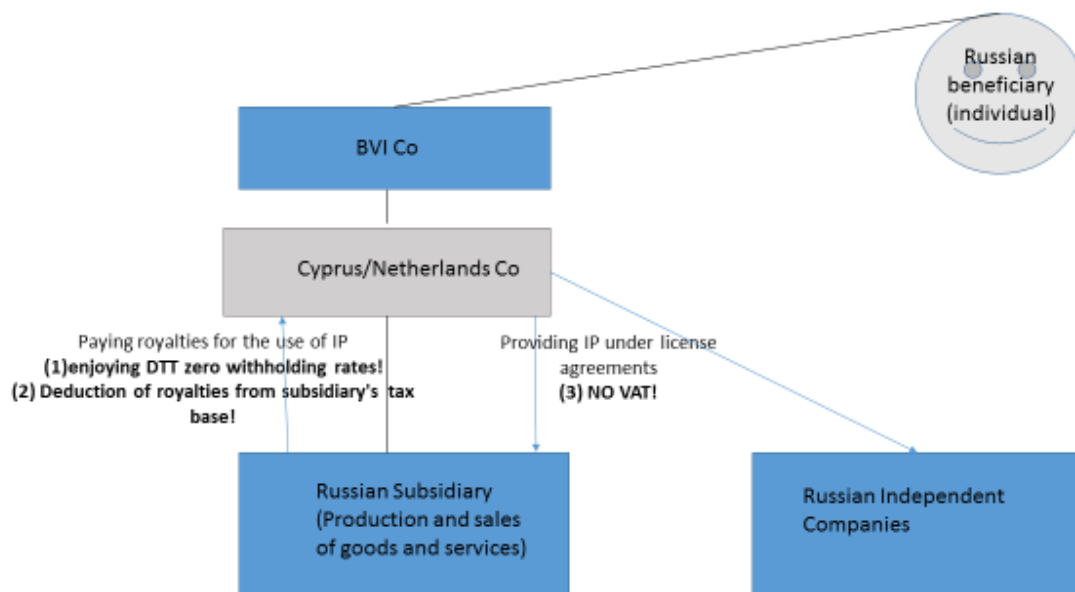 Russian
beneficiary
(individual)
BVI Co
Cyprus/Netherlands Co
Paying royalties for the use of IP
(1)enjoying DTT zero withholding rates!
(2) Deduction of royalties from subsidiary's tax
base!
Providing IP under license
agreements
(3) NO VAT!
Russian Subsidiary
(Production and sales
of goods and services)
Russian Independent
Companies